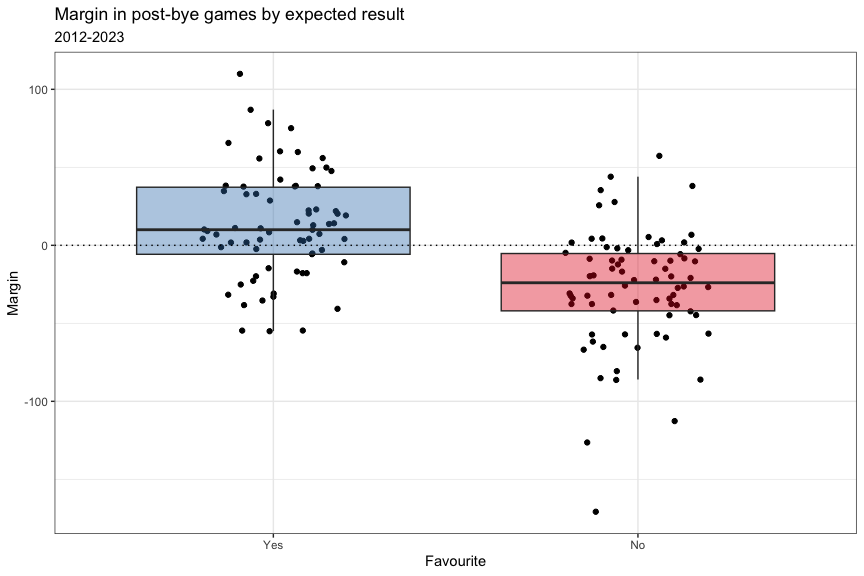 Margin in post-bye games by expected result
2012-2023
100
0
-100
Margin
Yes
No
Favourite